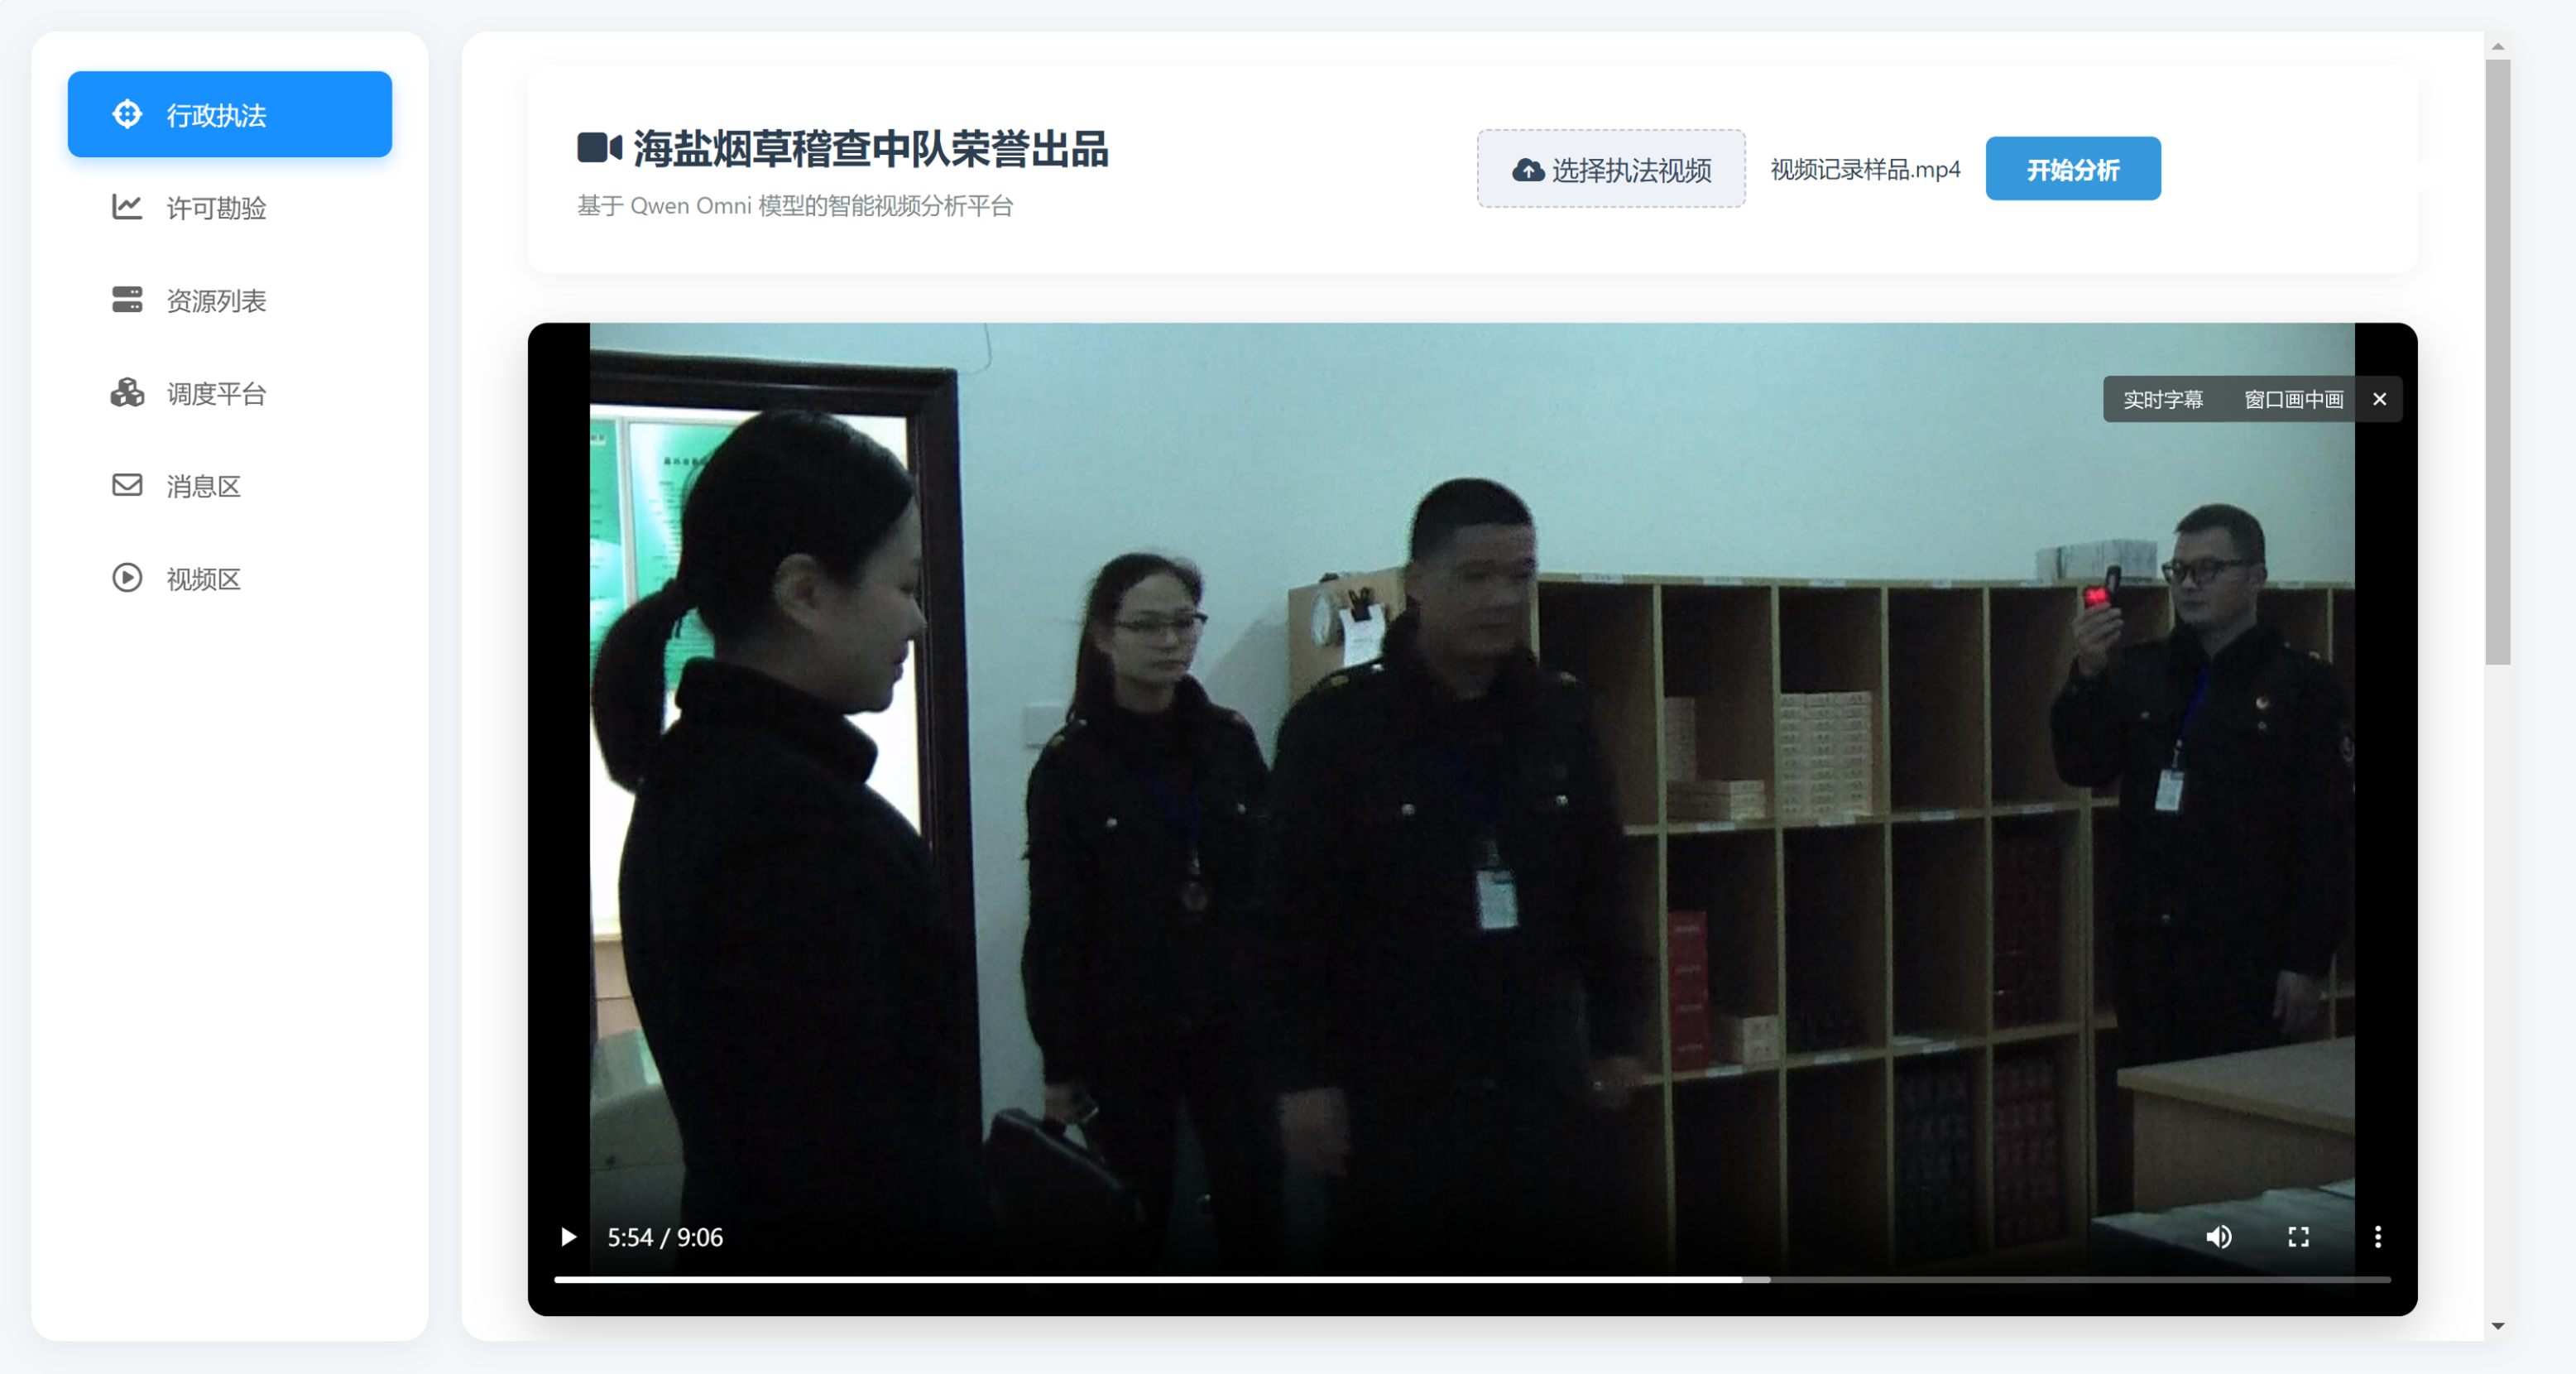 行政执法
许可勘验
资源列表
调度平台
消息区
视频区
海盐烟草稽查中队荣誉出品
基于 Qwen Omni 模型的智能视频分析平台
选择执法视频
视频记录样品.mp4
开始分析
实时字幕 窗口画中画 ×
5:54 / 9:06